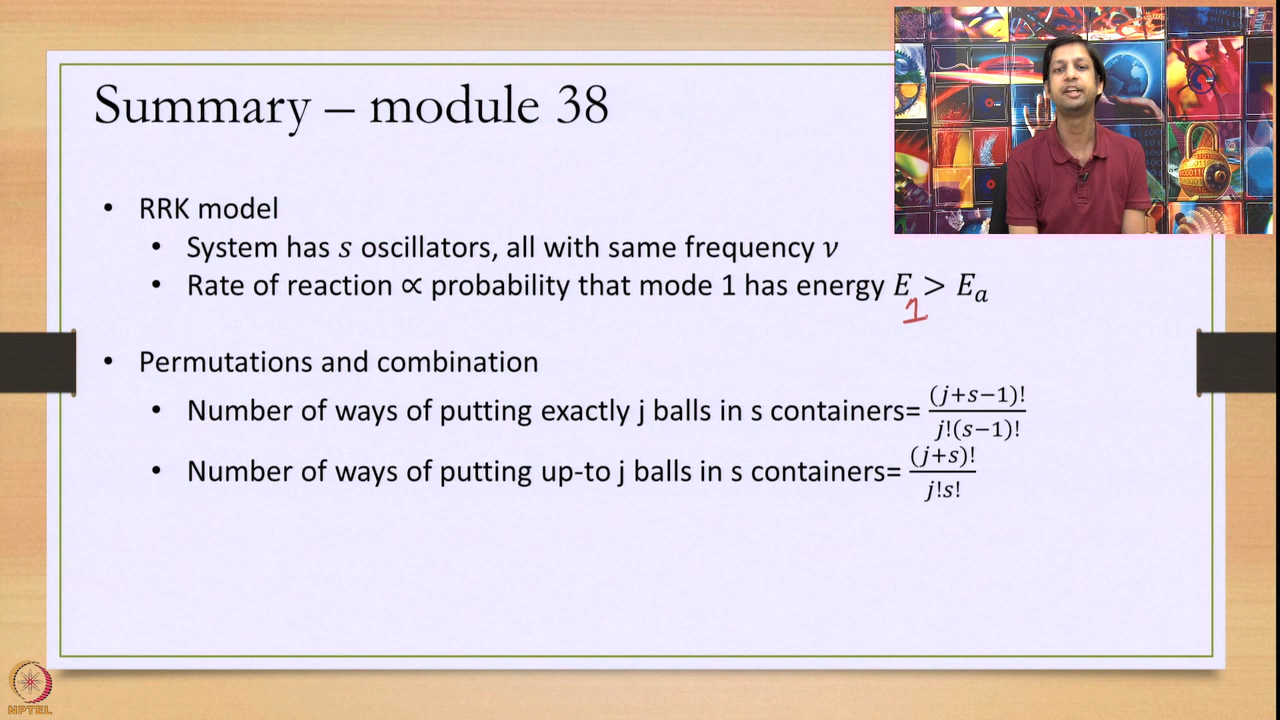 Summary – module 38
• RRK model
• System has s oscillators, all with same frequency ν
• Rate of reaction ∝ probability that mode 1 has energy E > Eₐ
1
• Permutations and combination
• Number of ways of putting exactly j balls in s containers= (j+s−1)! / j!(s−1)!
• Number of ways of putting up-to j balls in s containers= (j+s)! / j!s!
NPTEL